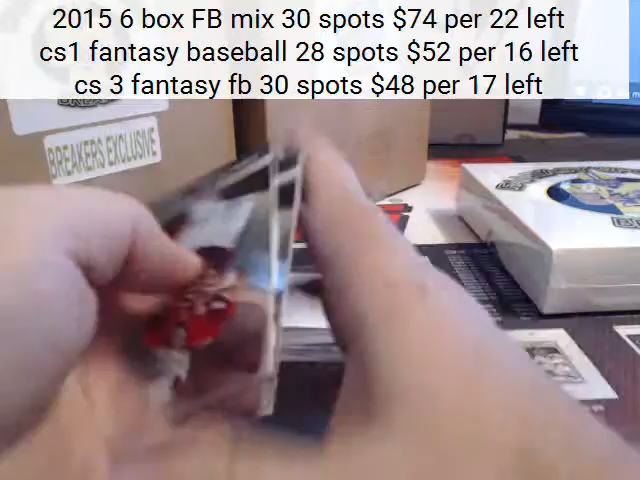 2015 6 box FB mix 30 spots $74 per 22 left
cs1 fantasy baseball 28 spots $52 per 16 left
cs 3 fantasy fb 30 spots $48 per 17 left
BREAKERS EXCLUSIVE